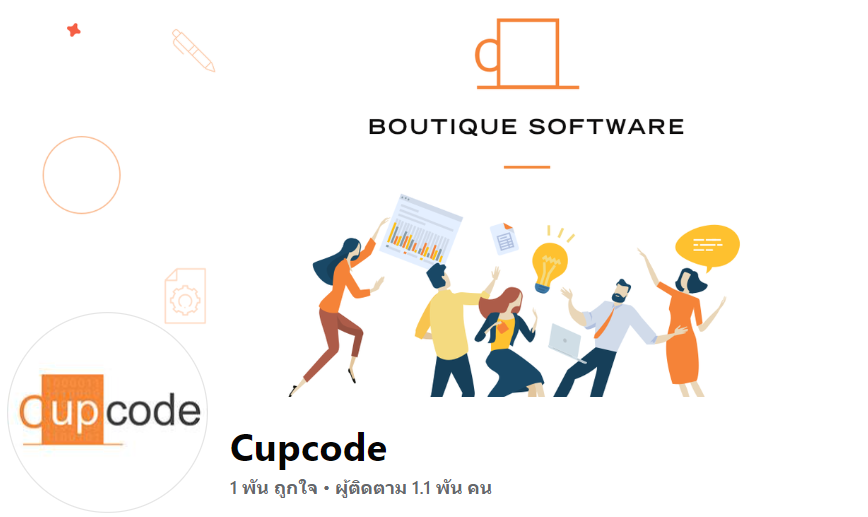 BOUTIQUE SOFTWARE
Cupcode
Cupcode
1 พัน ถูกใจ • ผู้ติดตาม 1.1 พัน คน